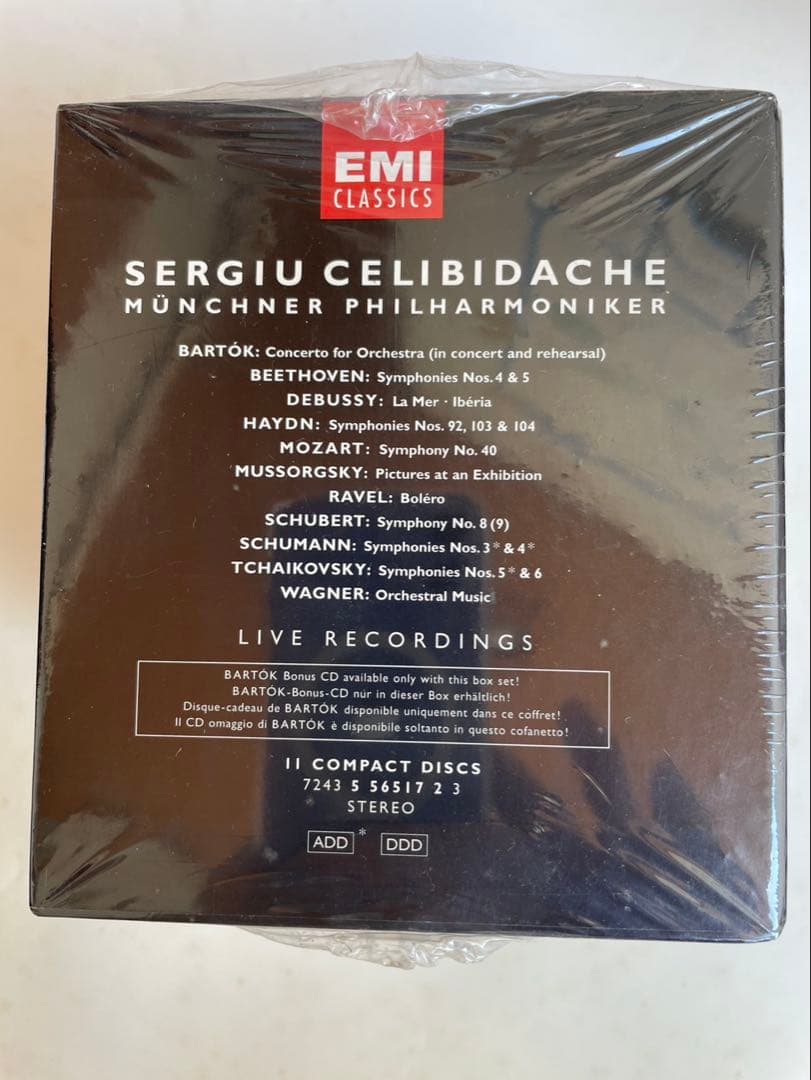 EMI
CLASSICS
SERGIU CELIBIDACHE
MÜNCHNER PHILHARMONIKER
BARTÓK: Concerto for Orchestra (in concert and rehearsal)
BEETHOVEN: Symphonies Nos. 4 & 5
DEBUSSY: La Mer · Ibéria
HAYDN: Symphonies Nos. 92, 103 & 104
MOZART: Symphony No. 40
MUSSORGSKY: Pictures at an Exhibition
RAVEL: Boléro
SCHUBERT: Symphony No. 8 (9)
SCHUMANN: Symphonies Nos. 3* & 4*
TCHAIKOVSKY: Symphonies Nos. 5* & 6
WAGNER: Orchestral Music
LIVE RECORDINGS
BARTÓK Bonus CD available only with this box set!
BARTÓK-Bonus-CD nur in dieser Box erhältlich!
Disque-cadeau de BARTÓK disponible uniquement dans ce coffret!
Il CD omaggio di BARTÓK è disponibile soltanto in questo cofanetto!
11 COMPACT DISCS
7243 5 56517 2 3
STEREO
ADD * DDD